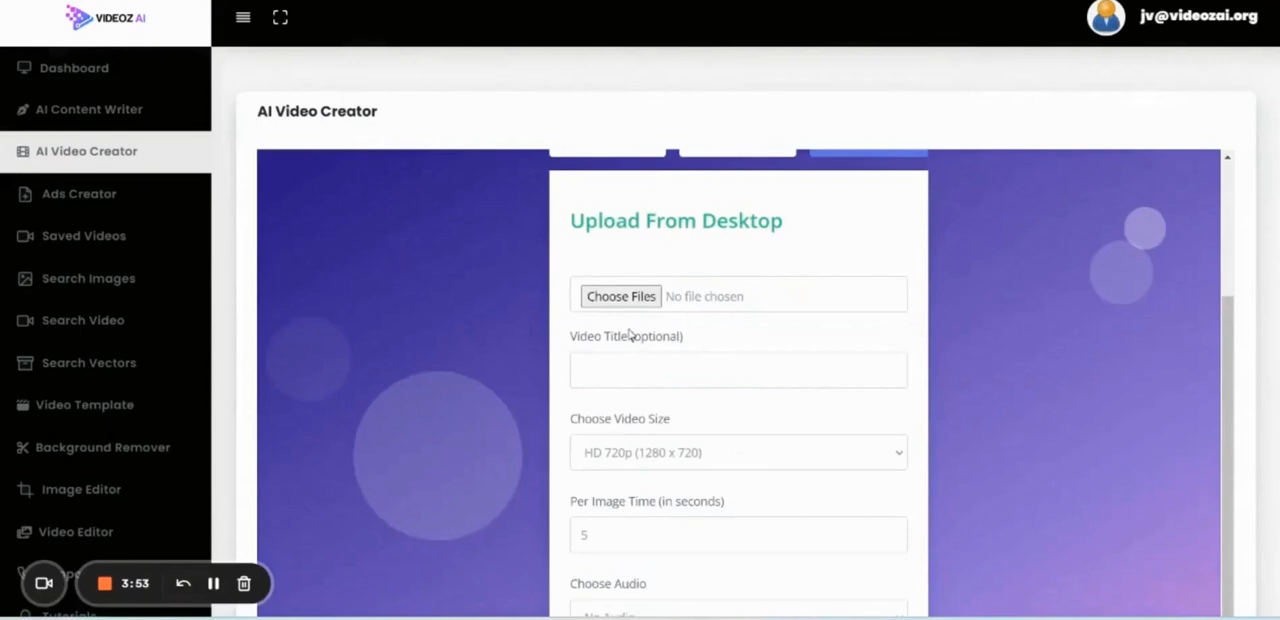 VIDEOZ AI
jv@videozai.org
Dashboard
AI Content Writer
AI Video Creator
Ads Creator
Saved Videos
Search Images
Search Video
Search Vectors
Video Template
Background Remover
Image Editor
Video Editor
3:53
Tutorials
AI Video Creator
Upload From Desktop
Choose Files No file chosen
Video Title(optional)
Choose Video Size
HD 720p (1280 x 720)
Per Image Time (in seconds)
5
Choose Audio
No Audio